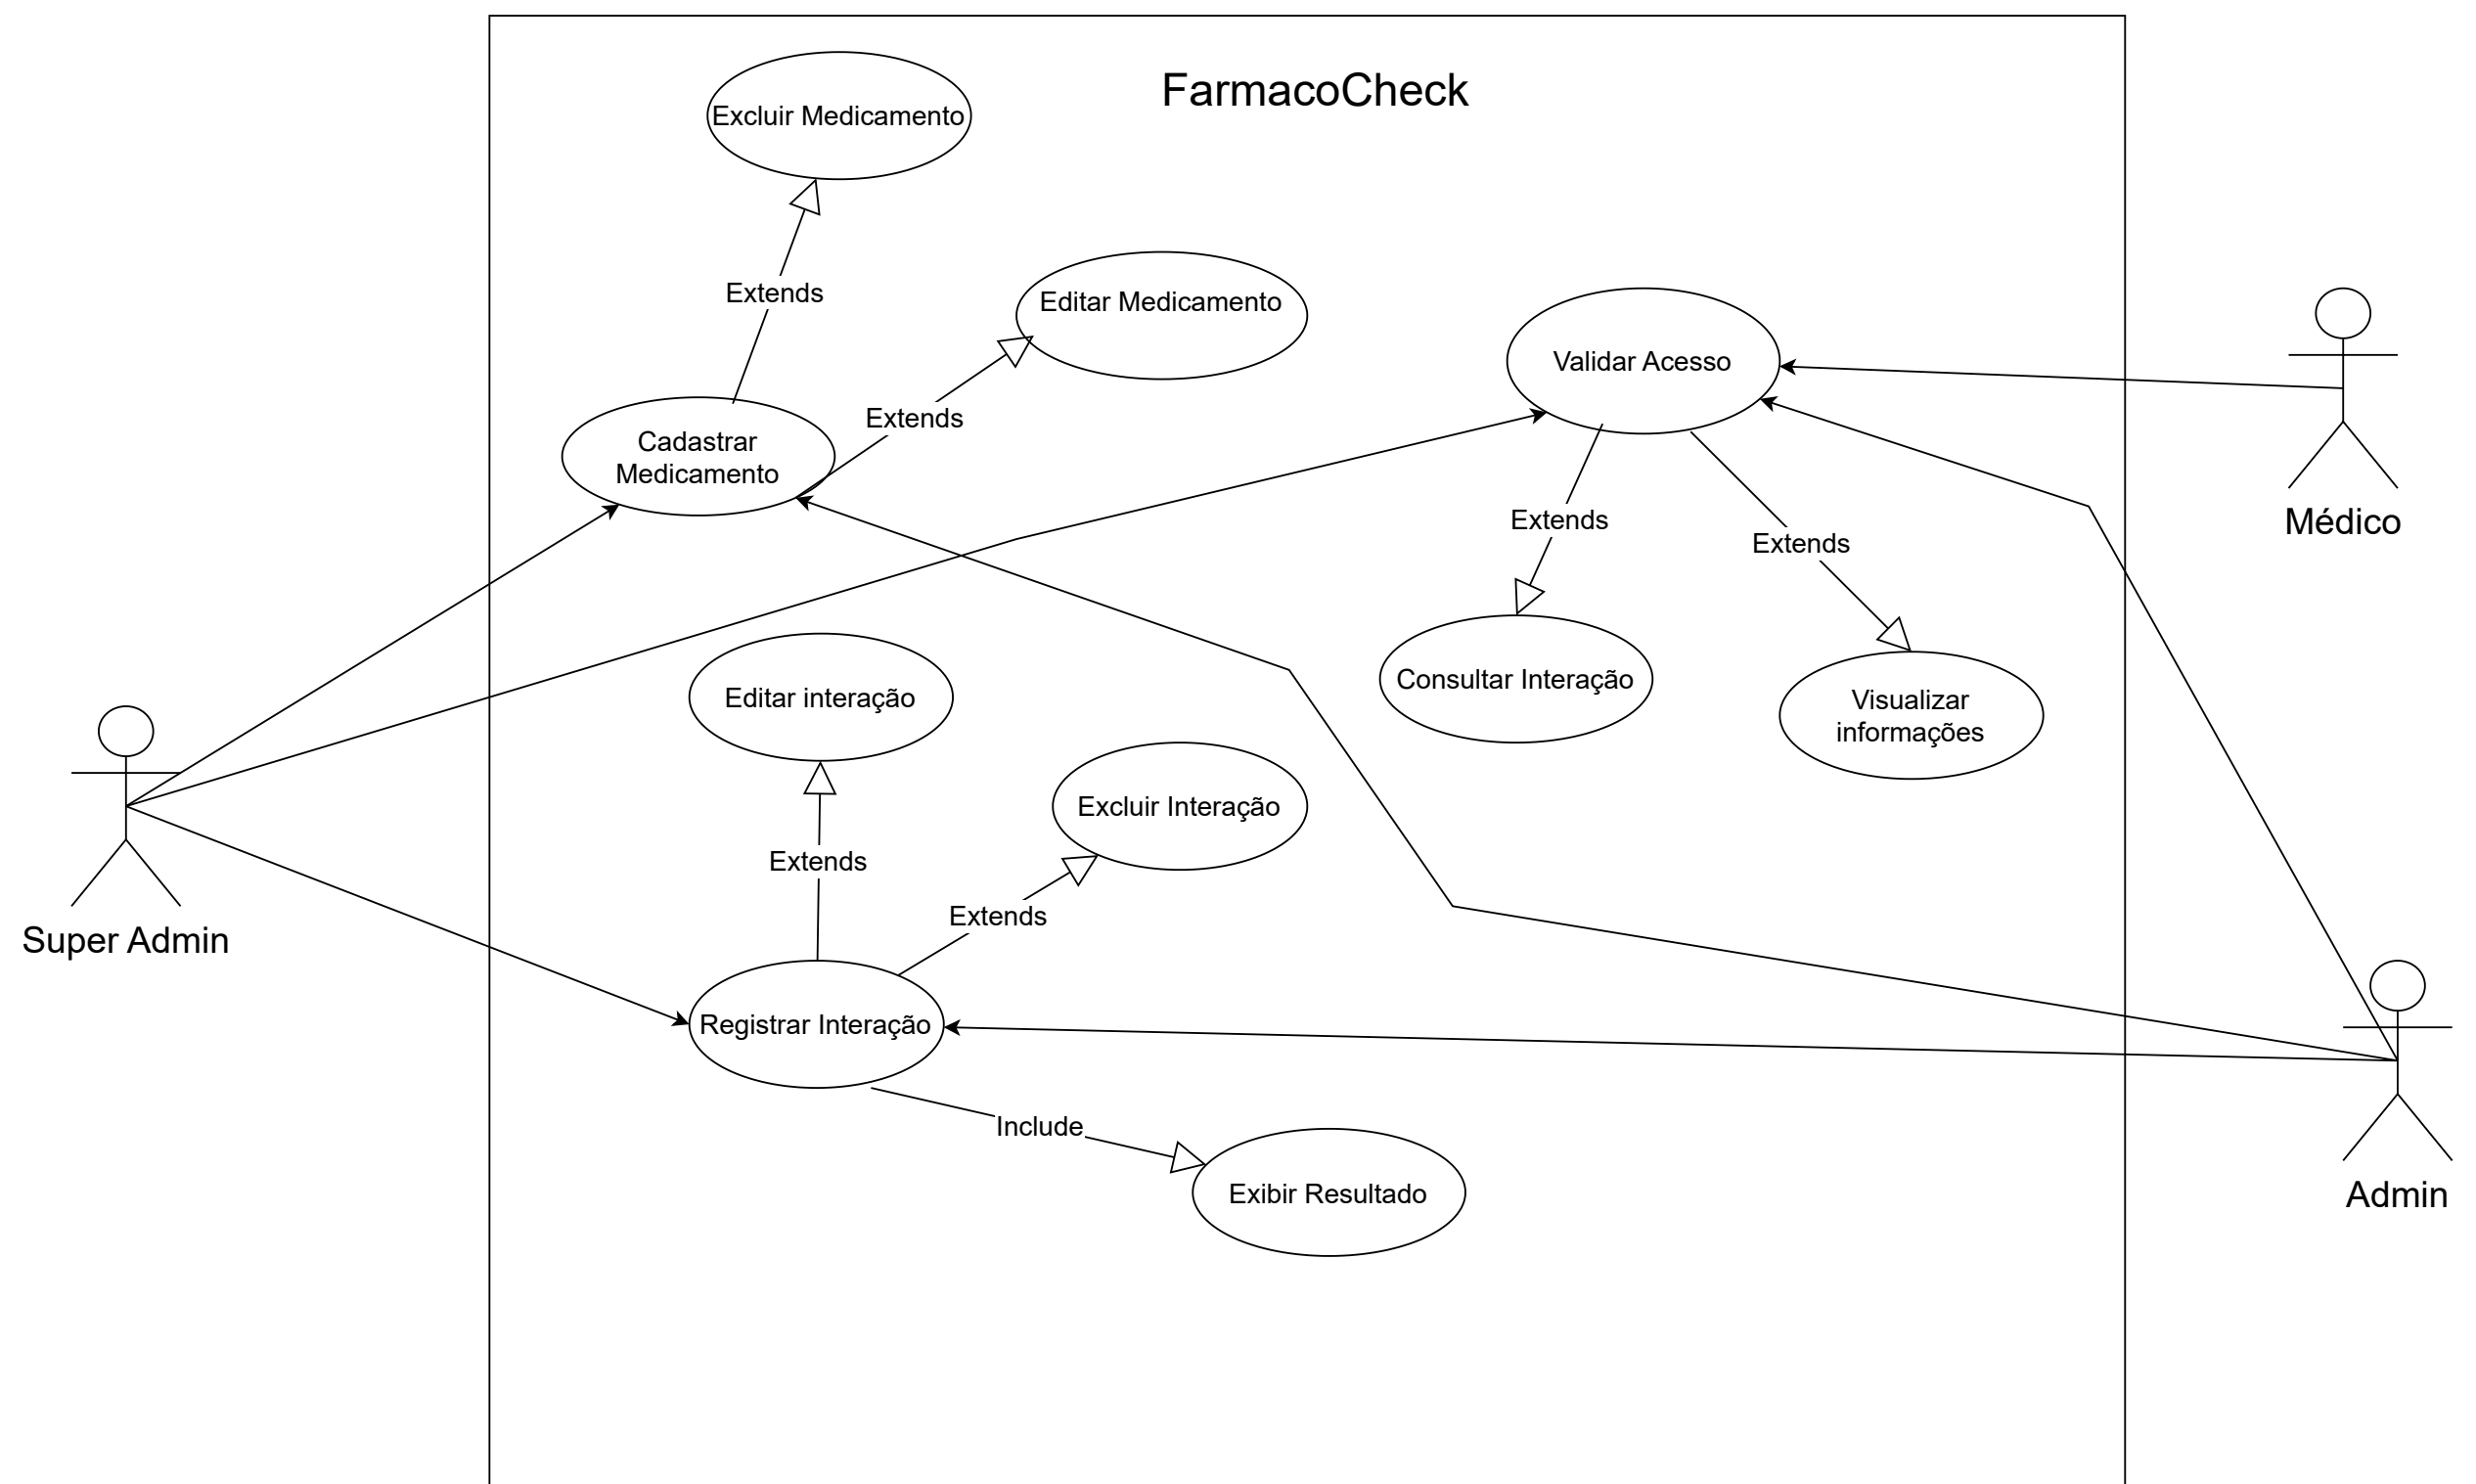 FarmacoCheck
Excluir Medicamento
Extends
Editar Medicamento
Extends
Cadastrar
Medicamento
Validar Acesso
Extends
Extends
Médico
Consultar Interação
Visualizar
informações
Editar interação
Excluir Interação
Extends
Extends
Super Admin
Registrar Interação
Include
Exibir Resultado
Admin